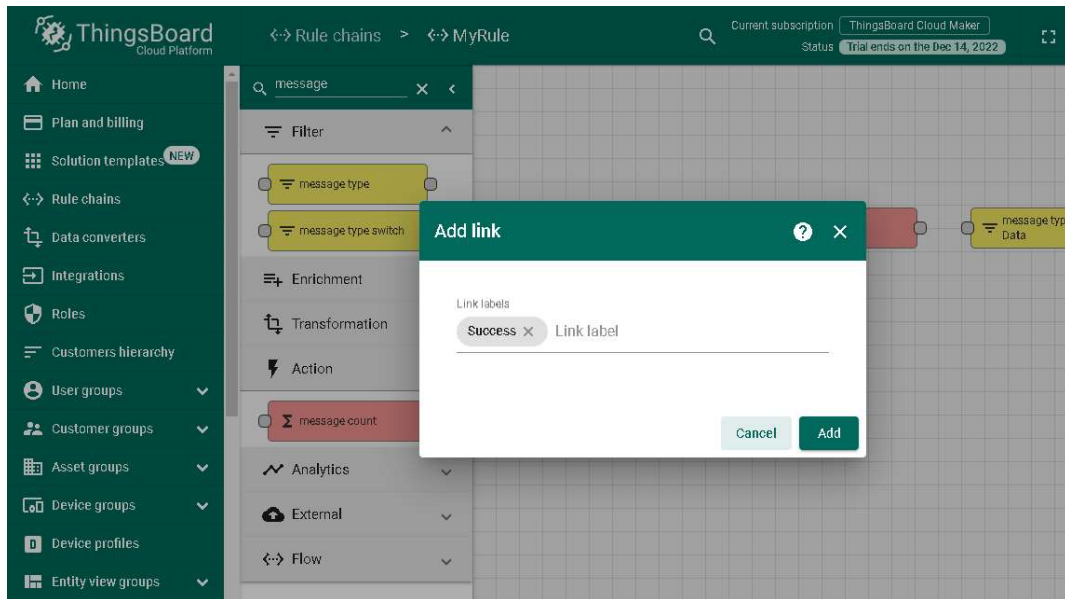 ThingsBoard
Cloud Platform
Rule chains > MyRule
Current subscription ThingsBoard Cloud Maker
Status Trial ends on the Dec 14, 2022
Home
Plan and billing
Solution templates NEW
Rule chains
Data converters
Integrations
Roles
Customers hierarchy
User groups
Customer groups
Asset groups
Device groups
Device profiles
Entity view groups
message
Filter
message type
message type switch
Enrichment
Transformation
Action
message count
Analytics
External
Flow
Add link
Link labels
Success Link label
Cancel Add
message typ
Data